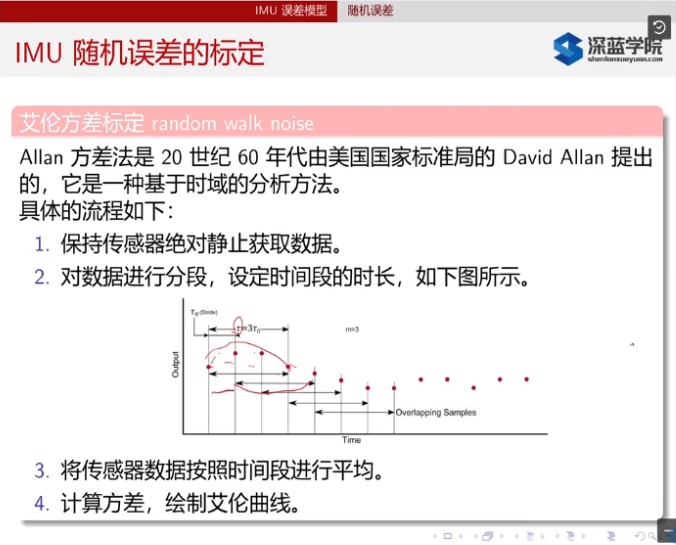 IMU 误差模型 随机误差
IMU 随机误差的标定
深蓝学院
shenlanxueyuan.com
艾伦方差标定 random walk noise
Allan 方差法是 20 世纪 60 年代由美国国家标准局的 David Allan 提出
的，它是一种基于时域的分析方法。
具体的流程如下：
1. 保持传感器绝对静止获取数据。
2. 对数据进行分段，设定时间段的时长，如下图所示。
τ₀ (Stride)
τ=3τ₀
m=3
Output
Overlapping Samples
Time
3. 将传感器数据按照时间段进行平均。
4. 计算方差，绘制艾伦曲线。